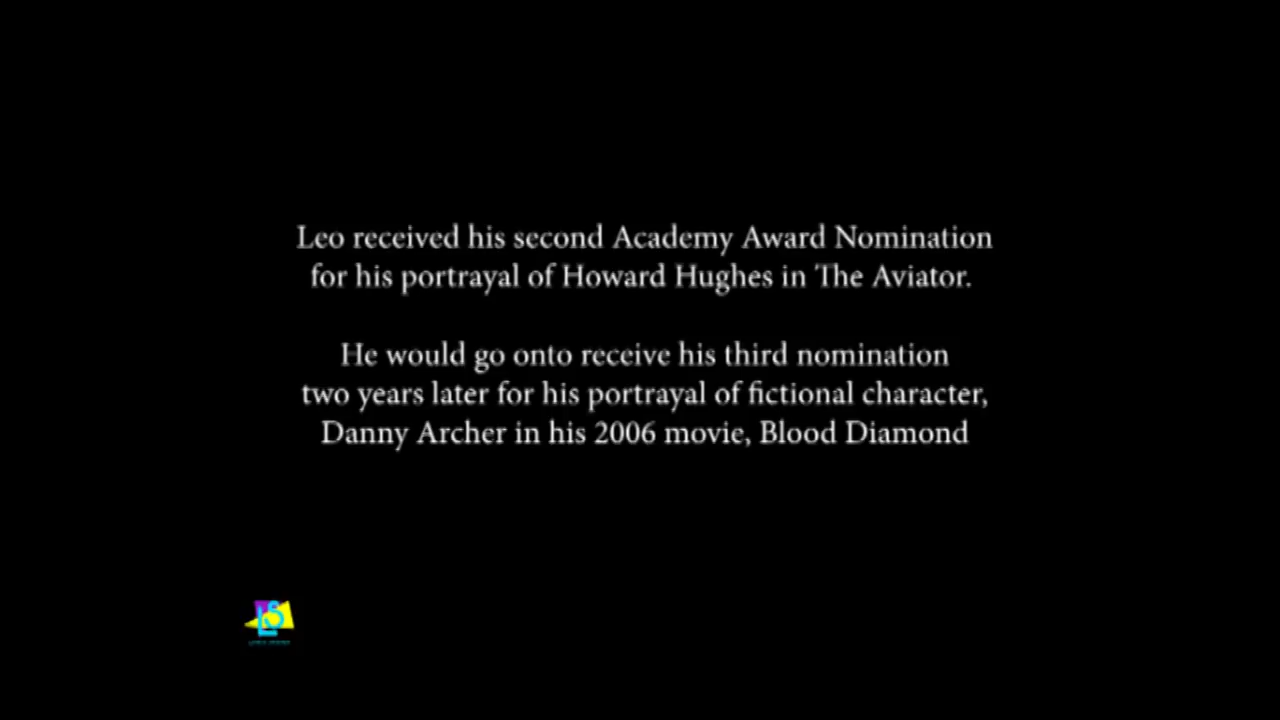 Leo received his second Academy Award Nomination
for his portrayal of Howard Hughes in The Aviator.
He would go onto receive his third nomination
two years later for his portrayal of fictional character,
Danny Archer in his 2006 movie, Blood Diamond
LS